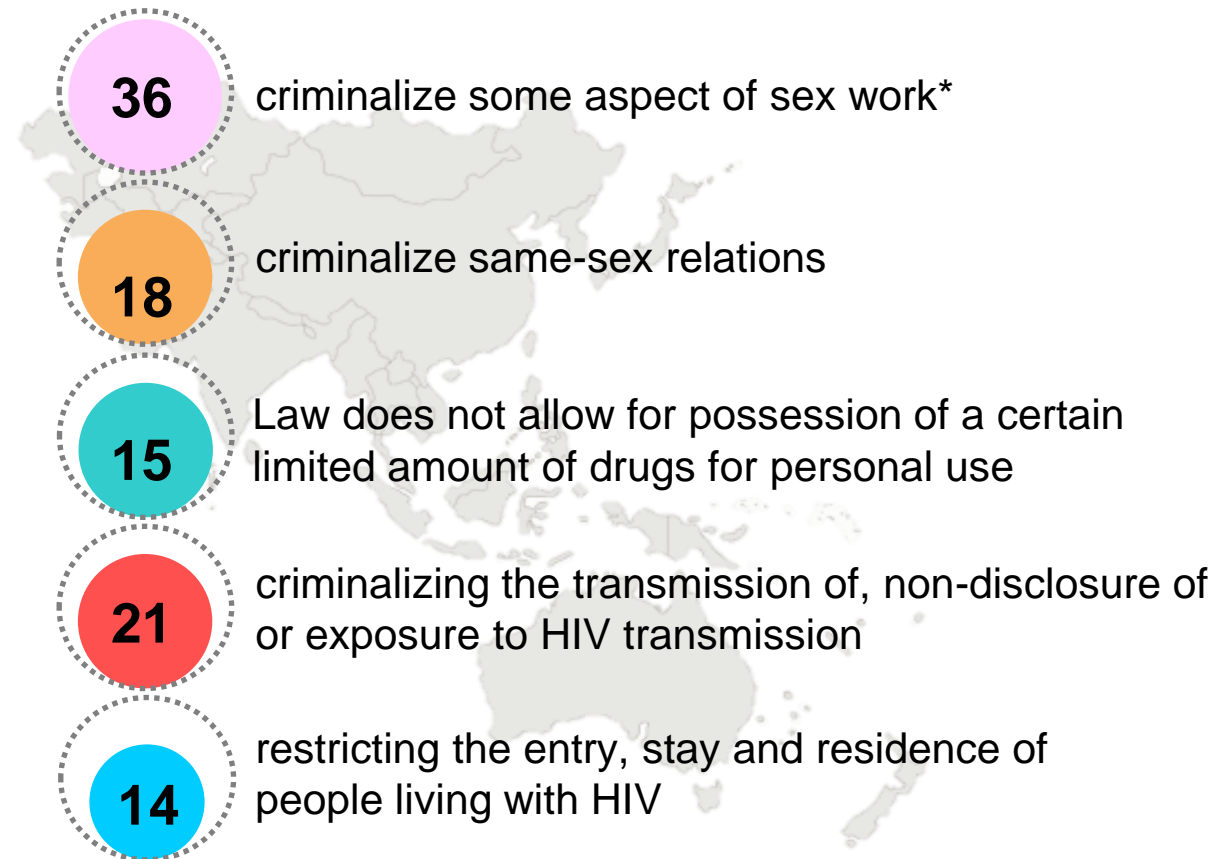 36
criminalize some aspect of sex work*
18
criminalize same-sex relations
15
Law does not allow for possession of a certain
limited amount of drugs for personal use
21
criminalizing the transmission of, non-disclosure of
or exposure to HIV transmission
14
restricting the entry, stay and residence of
people living with HIV